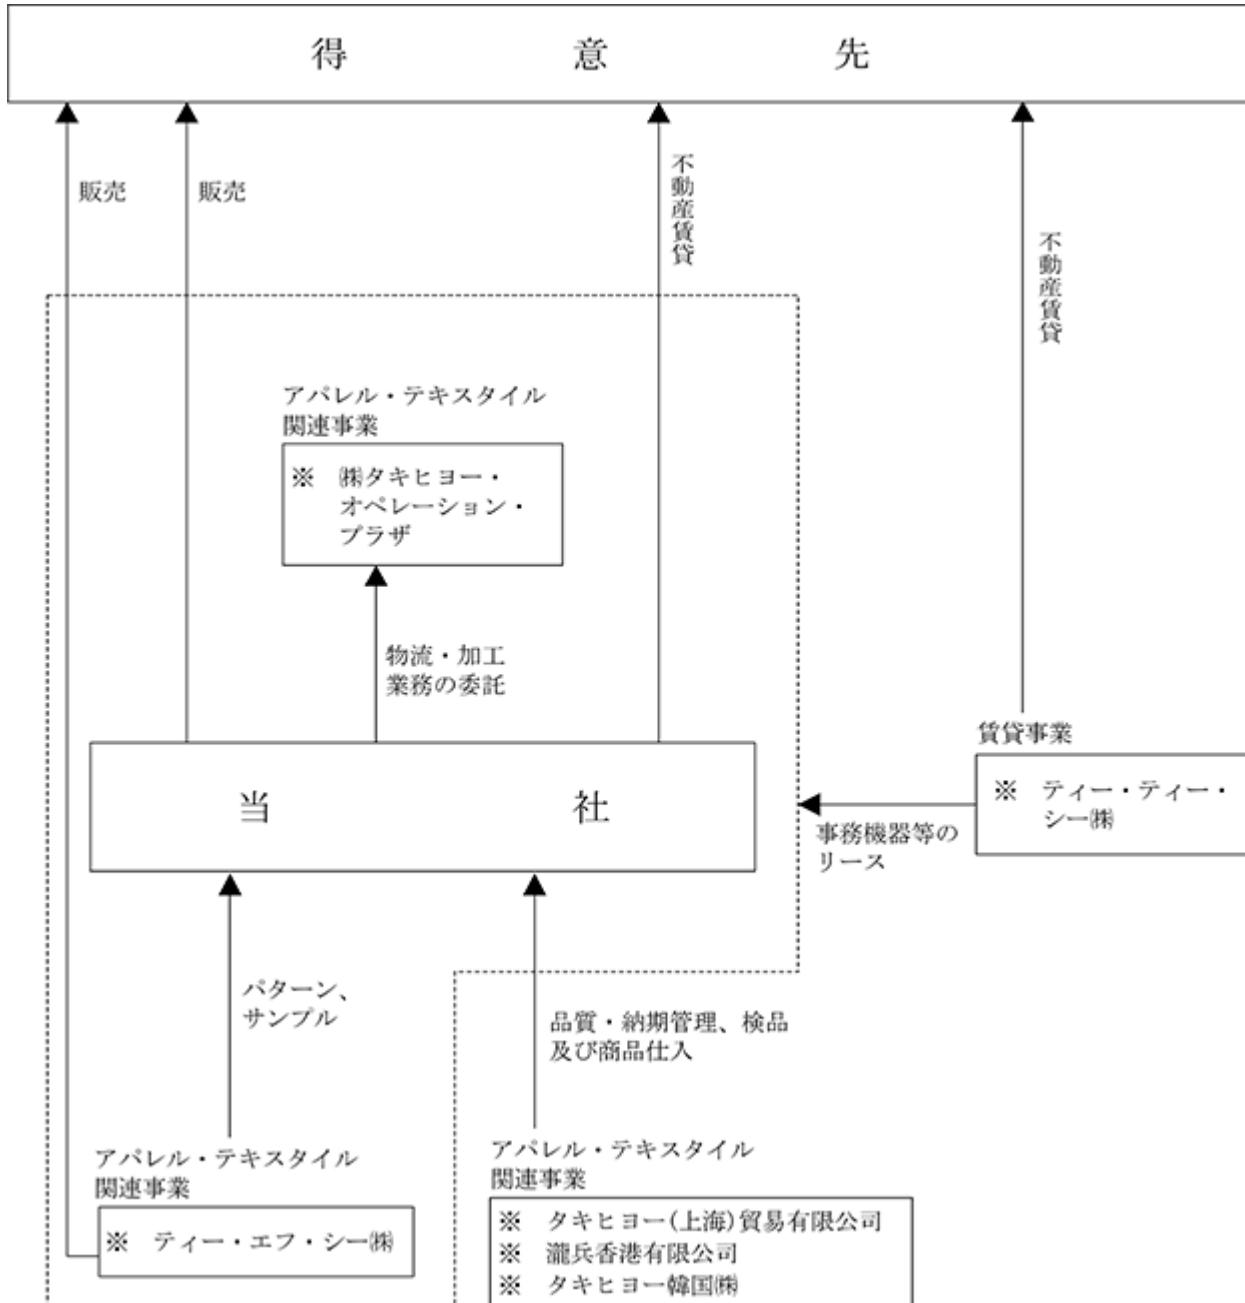 得意先
販売
販売
不動産賃貸
不動産賃貸
アパレル・テキスタイル
関連事業
※ ㈱タキヒヨー・
オペレーション・
プラザ
物流・加工
業務の委託
賃貸事業
※ ティー・ティー・
シー㈱
当社
事務機器等の
リース
パターン、
サンプル
品質・納期管理、検品
及び商品仕入
アパレル・テキスタイル
関連事業
※ ティー・エフ・シー㈱
アパレル・テキスタイル
関連事業
※ タキヒヨー(上海)貿易有限公司
※ 瀧兵香港有限公司
※ タキヒヨー韓国㈱